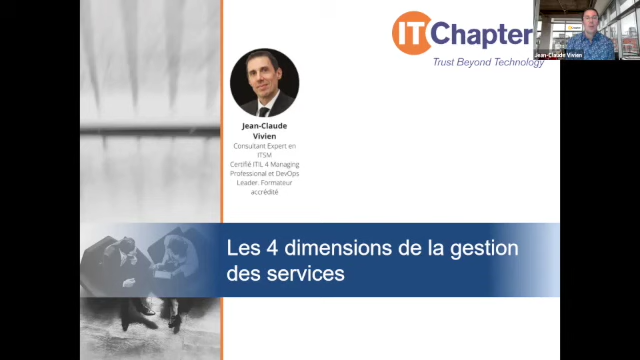 ITChapter
Trust Beyond Technology
Jean-Claude Vivien
Jean-Claude
Vivien
Consultant Expert en
ITSM
Certifié ITIL 4 Managing
Professional et DevOps
Leader. Formateur
accrédité
Les 4 dimensions de la gestion
des services